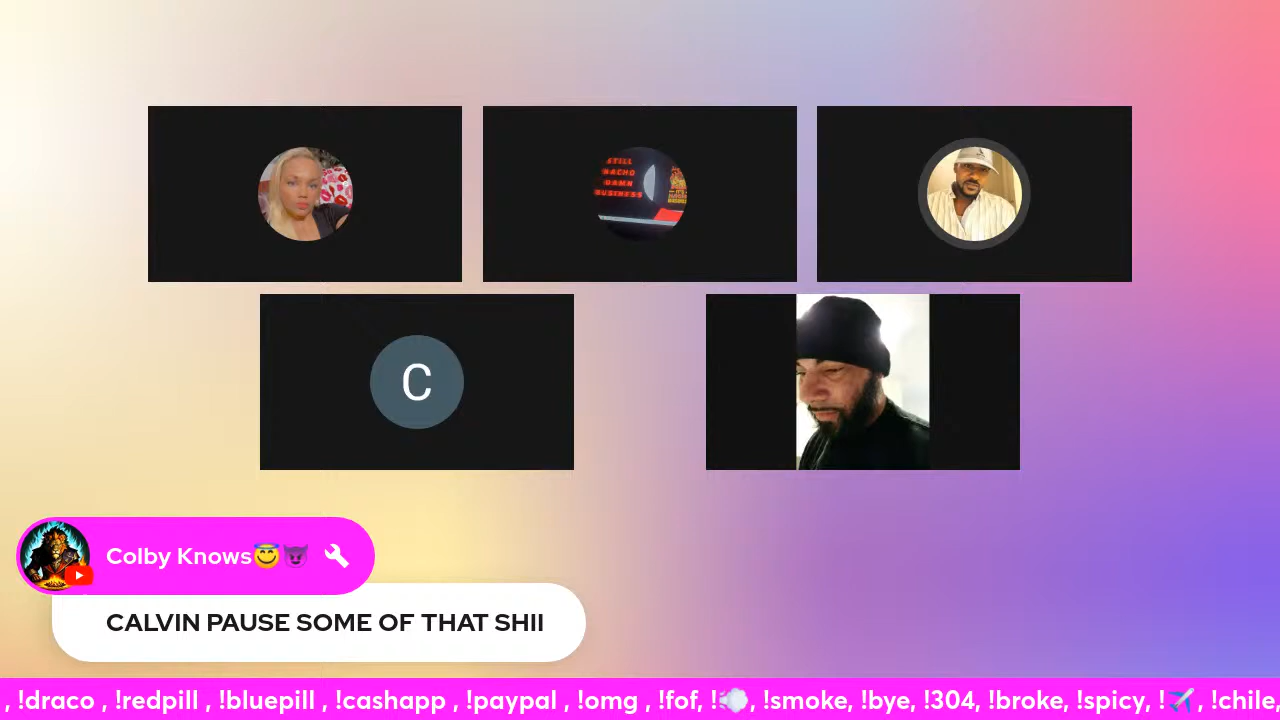 STILL
NACHO
DAMN
BUSINESS
C
Colby Knows😇😈
CALVIN PAUSE SOME OF THAT SHII
, !draco , !redpill , !bluepill , !cashapp , !paypal , !omg , !fof, !💨, !smoke, !bye, !304, !broke, !spicy, !✈️, !chile,